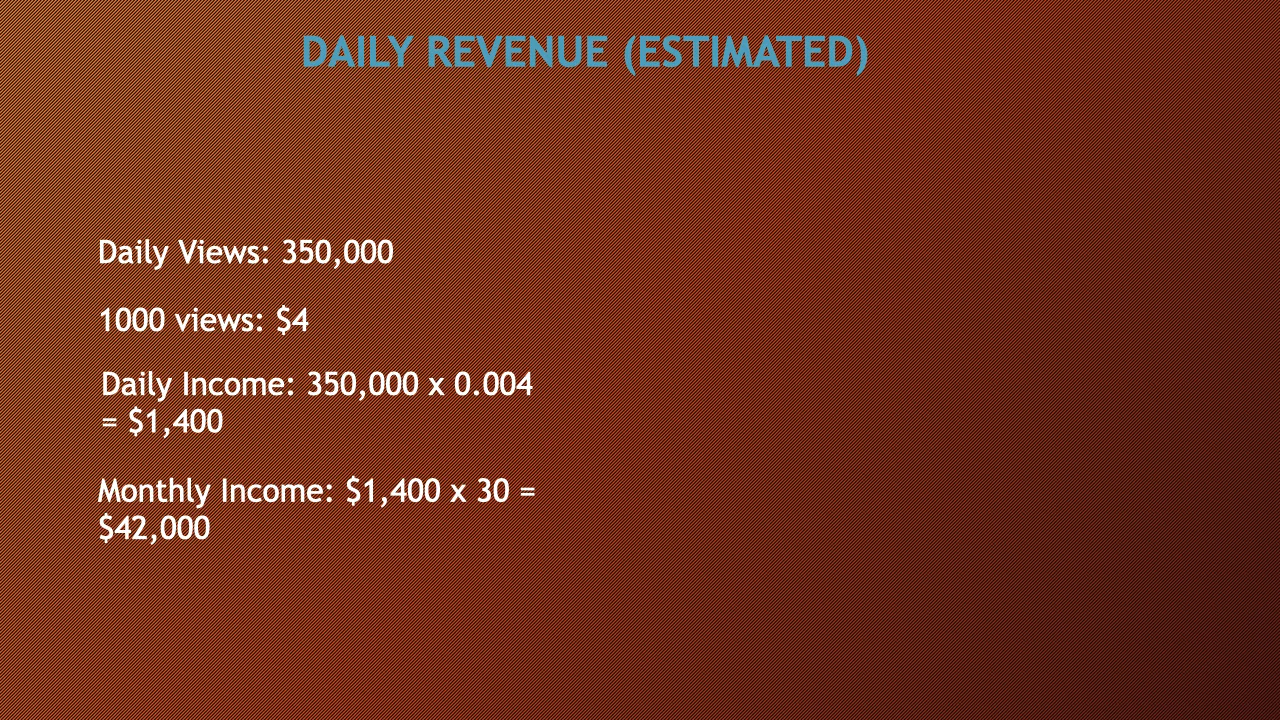 DAILY REVENUE (ESTIMATED)
Daily Views: 350,000
1000 views: $4
Daily Income: 350,000 x 0.004
= $1,400
Monthly Income: $1,400 x 30 =
$42,000